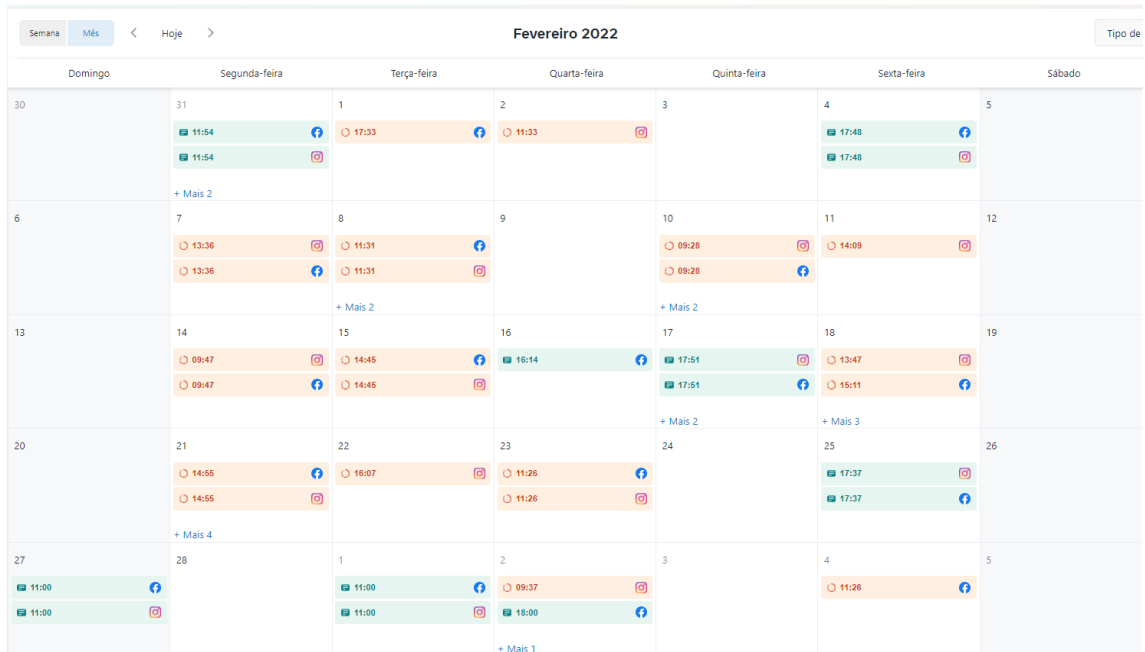 Semana Mês Hoje Fevereiro 2022 Tipo de
Domingo Segunda-feira Terça-feira Quarta-feira Quinta-feira Sexta-feira Sábado
30 31 1 2 3 4 5
11:54 17:33 11:33 17:48
11:54 17:48
+ Mais 2
6 7 8 9 10 11 12
13:36 11:31 09:28 14:09
13:36 11:31 09:28
+ Mais 2 + Mais 2
13 14 15 16 17 18 19
09:47 14:45 16:14 17:51 13:47
09:47 14:45 17:51 15:11
+ Mais 2 + Mais 3
20 21 22 23 24 25 26
14:55 16:07 11:26 17:37
14:55 11:26 17:37
+ Mais 4
27 28 1 2 3 4 5
11:00 11:00 09:37 11:26
11:00 11:00 18:00
+ Mais 1